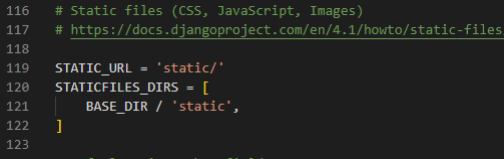 116 # Static files (CSS, JavaScript, Images)
117 # https://docs.djangoproject.com/en/4.1/howto/static-files
118
119 STATIC_URL = 'static/'
120 STATICFILES_DIRS = [
121     BASE_DIR / 'static',
122 ]
123